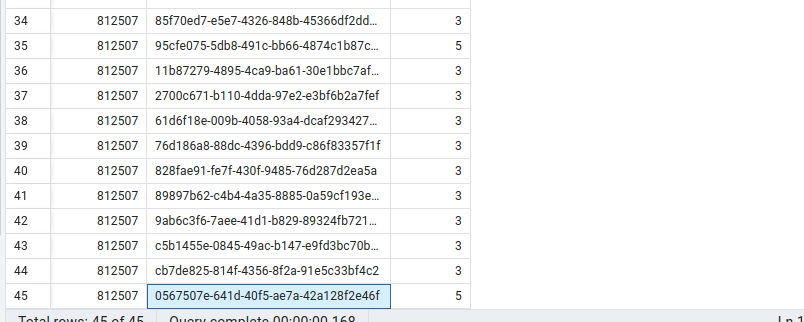 34 812507 85f70ed7-e5e7-4326-848b-45366df2dd... 3
35 812507 95cfe075-5db8-491c-bb66-4874c1b87c... 5
36 812507 11b87279-4895-4ca9-ba61-30e1bbc7af... 3
37 812507 2700c671-b110-4dda-97e2-e3bf6b2a7fef 3
38 812507 61d6f18e-009b-4058-93a4-dcaf293427... 3
39 812507 76d186a8-88dc-4396-bdd9-c86f83357f1f 3
40 812507 828fae91-fe7f-430f-9485-76d287d2ea5a 3
41 812507 89897b62-c4b4-4a35-8885-0a59cf193e... 3
42 812507 9ab6c3f6-7aee-41d1-b829-89324fb721... 3
43 812507 c5b1455e-0845-49ac-b147-e9fd3bc70b... 3
44 812507 cb7de825-814f-4356-8f2a-91e5c33bf4c2 3
45 812507 0567507e-641d-40f5-ae7a-42a128f2e46f 5
Total rows: 45 of 45 Query complete 00:00:00.168 Ln 1